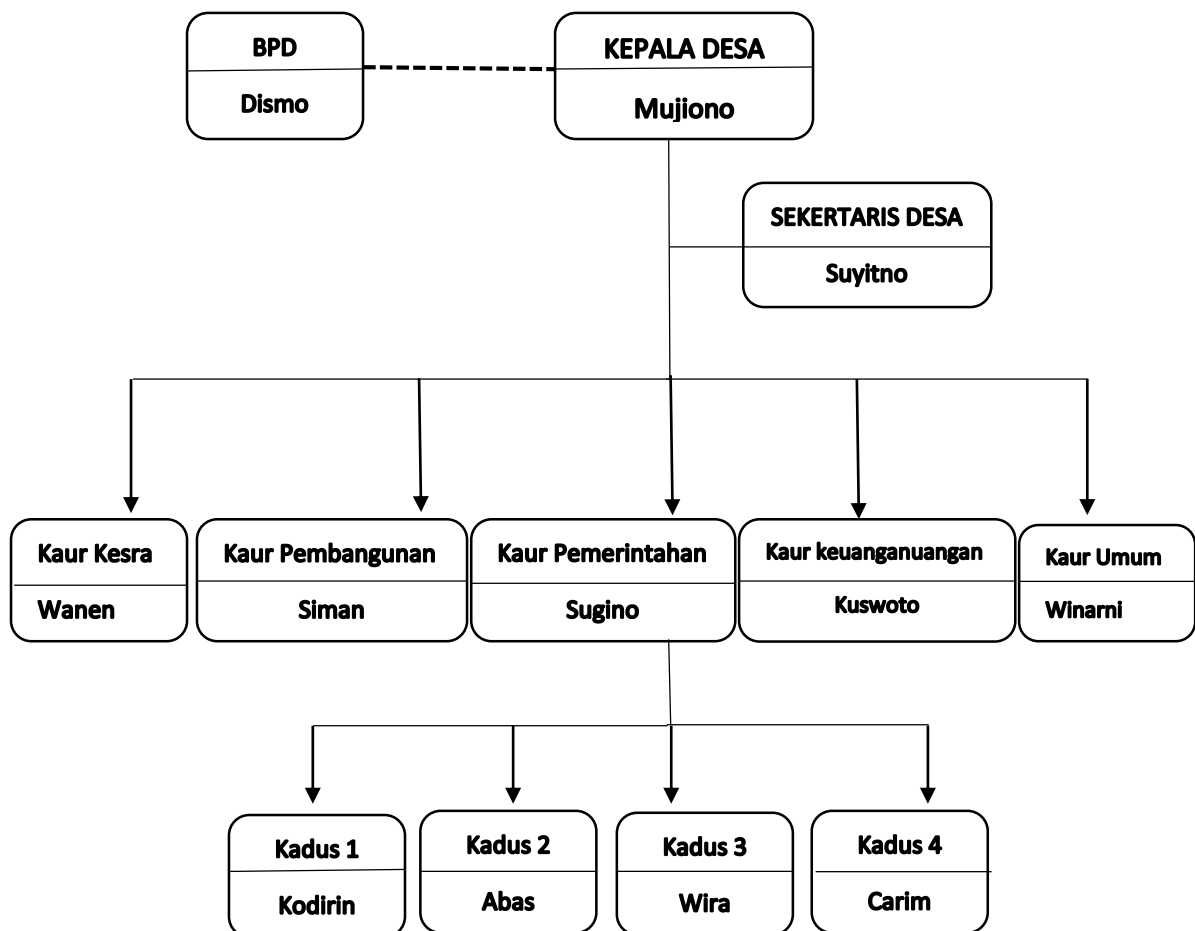 BPD
Dismo
KEPALA DESA
Mujiono
SEKERTARIS DESA
Suyitno
Kaur Kesra
Wanen
Kaur Pembangunan
Siman
Kaur Pemerintahan
Sugino
Kaur keuanganuangan
Kuswoto
Kaur Umum
Winarni
Kadus 1
Kodirin
Kadus 2
Abas
Kadus 3
Wira
Kadus 4
Carim